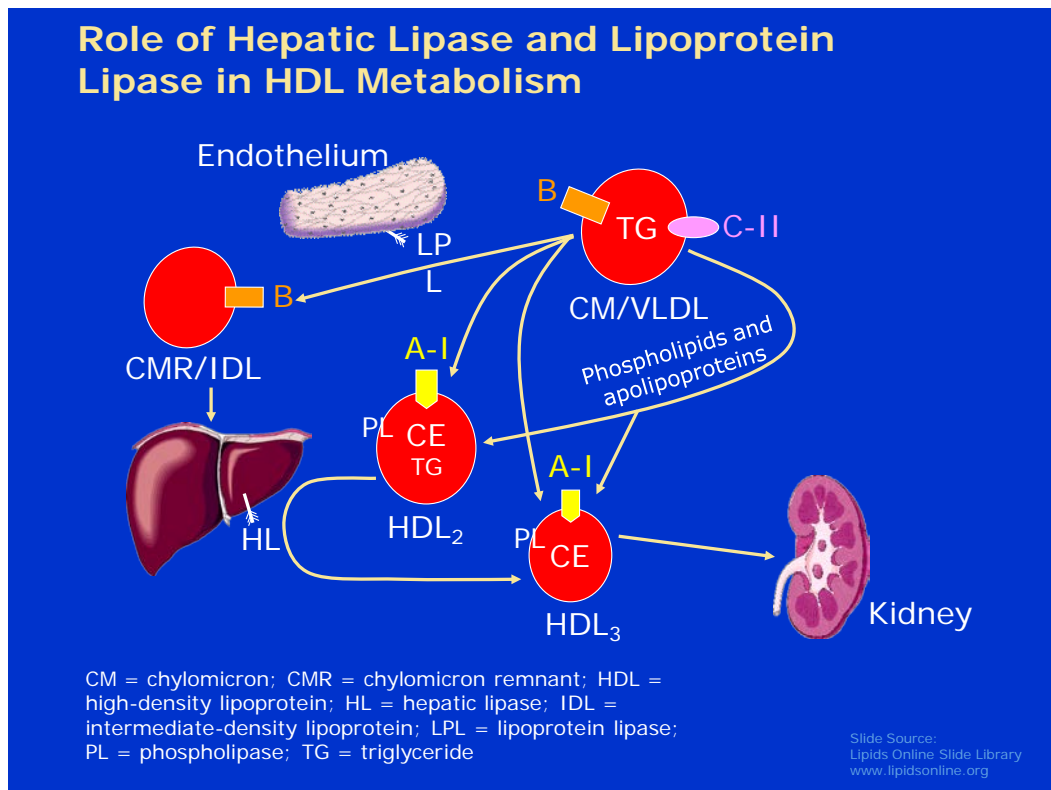 Role of Hepatic Lipase and Lipoprotein
Lipase in HDL Metabolism
Endothelium
B
TG
C-II
LP
L
B
CM/VLDL
Phospholipids and
apolipoproteins
A-I
CMR/IDL
PL
CE
TG
A-I
HDL₂
HL
PL
CE
Kidney
HDL₃
CM = chylomicron; CMR = chylomicron remnant; HDL =
high-density lipoprotein; HL = hepatic lipase; IDL =
intermediate-density lipoprotein; LPL = lipoprotein lipase;
PL = phospholipase; TG = triglyceride
Slide Source:
Lipids Online Slide Library
www.lipidsonline.org